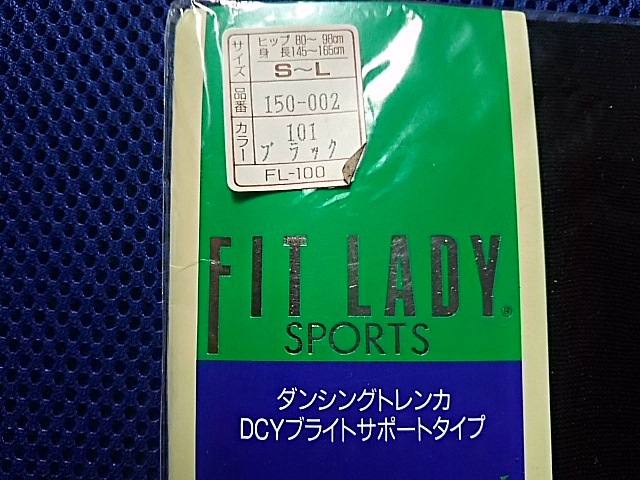 サイズ
ヒップ 80〜98cm
身 長145〜165cm
S〜L
品番
150-002
カラー
101
ブラック
FL-100
FIT LADY®
SPORTS
ダンシングトレンカ
DCYブライトサポートタイプ